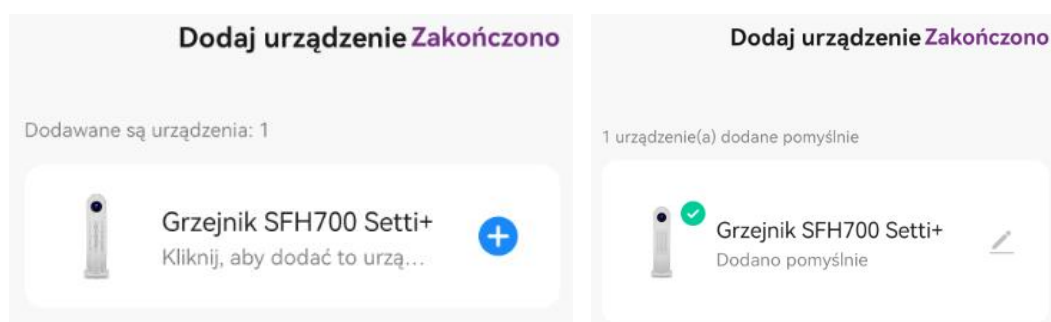 Dodaj urządzenie Zakończono
Dodawane są urządzenia: 1
Grzejnik SFH700 Setti+
Kliknij, aby dodać to urzą...
Dodaj urządzenie Zakończono
1 urządzenie(a) dodane pomyślnie
Grzejnik SFH700 Setti+
Dodano pomyślnie